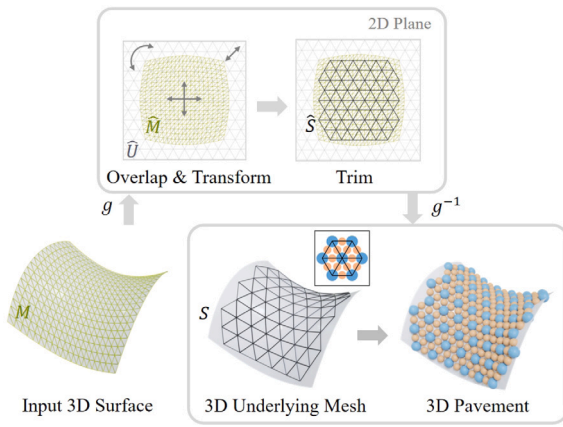 2D Plane
M̂
Û
Ŝ
Overlap & Transform
Trim
g
g⁻¹
M
S
Input 3D Surface
3D Underlying Mesh
3D Pavement